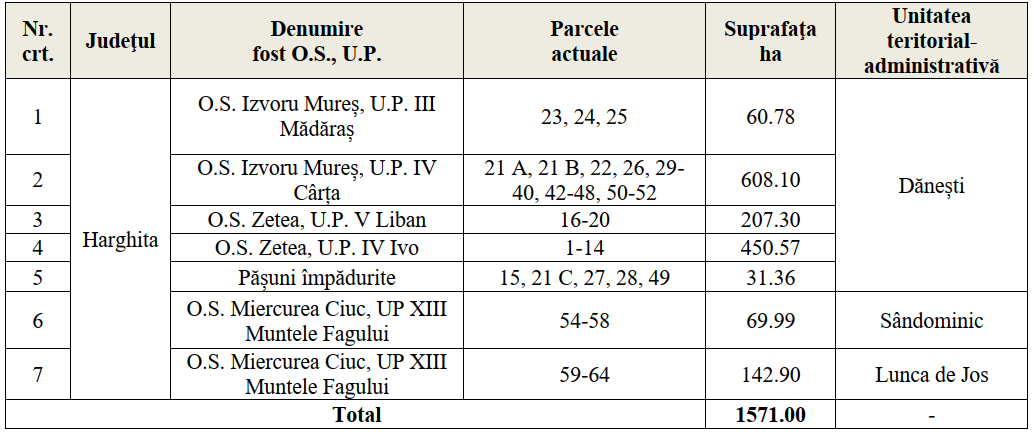 Nr. crt. Județul Denumire fost O.S., U.P. Parcele actuale Suprafața ha Unitatea teritorial-administrativă
1 Harghita O.S. Izvoru Mureș, U.P. III Mădăraș 23, 24, 25 60.78 Dănești
2 O.S. Izvoru Mureș, U.P. IV Cârța 21 A, 21 B, 22, 26, 29-40, 42-48, 50-52 608.10
3 O.S. Zetea, U.P. V Liban 16-20 207.30
4 O.S. Zetea, U.P. IV Ivo 1-14 450.57
5 Pășuni împădurite 15, 21 C, 27, 28, 49 31.36
6 O.S. Miercurea Ciuc, UP XIII Muntele Fagului 54-58 69.99 Sândominic
7 O.S. Miercurea Ciuc, UP XIII Muntele Fagului 59-64 142.90 Lunca de Jos
Total 1571.00 -